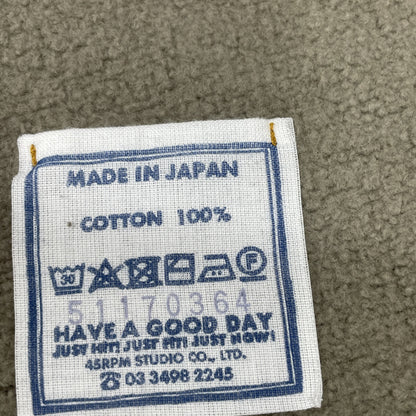 MADE IN JAPAN
COTTON 100%
30 F
51170364
HAVE A GOOD DAY
JUST HIT! JUST FIT! JUST NOW!
45RPM STUDIO CO., LTD.
☎ 03 3498 2245